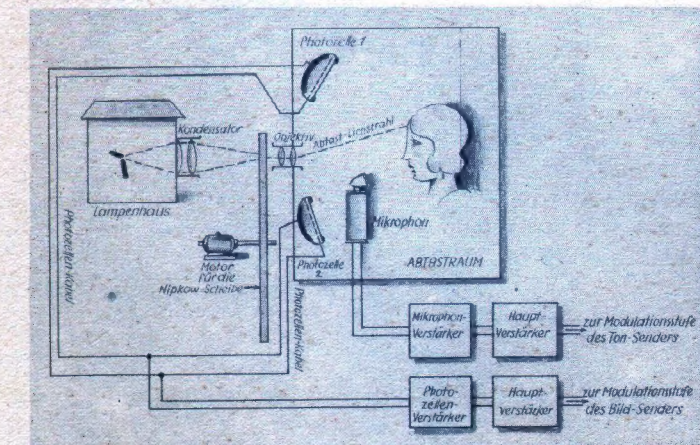 Photozelle 1
Kondensator
Objektiv
Abtast-Lichtstrahl
Lampenhaus
Photozellen-Kabel
Mikrophon
Motor
für die
Nipkow-Scheibe
Photozelle
2
ABTASTRAUM
Photozellen-Kabel
Mikrophon-
Verstärker
Haupt-
Verstärker
zur Modulationsstufe
des Ton-Senders
Photo-
zellen-
Verstärker
Haupt-
verstärker
zur Modulationsstufe
des Bild-Senders